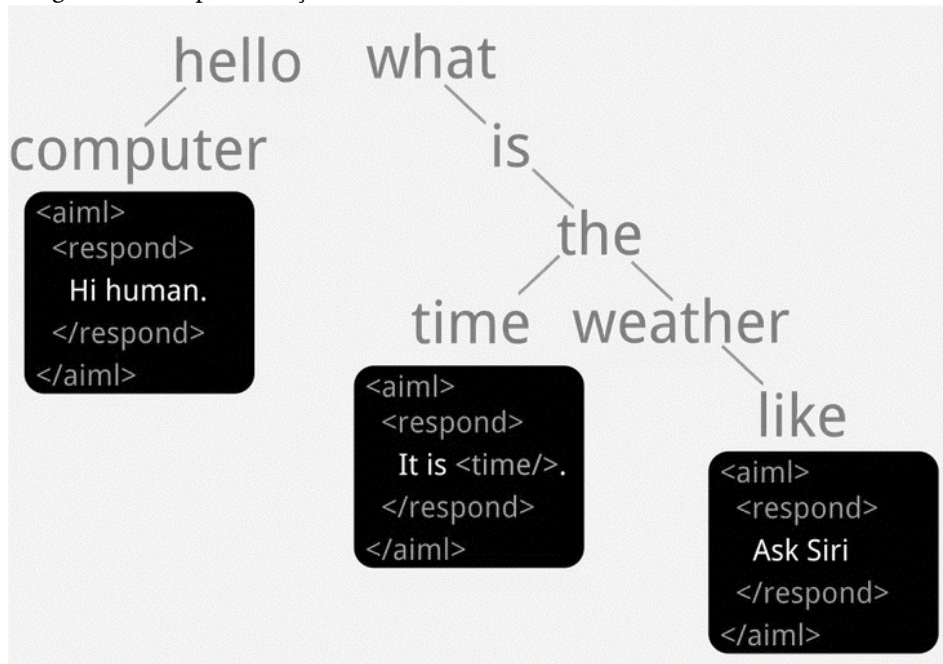 hello
computer
<aiml>
<respond>
Hi human.
</respond>
</aiml>
what
is
the
time
<aiml>
<respond>
It is <time/>.
</respond>
</aiml>
weather
like
<aiml>
<respond>
Ask Siri
</respond>
</aiml>